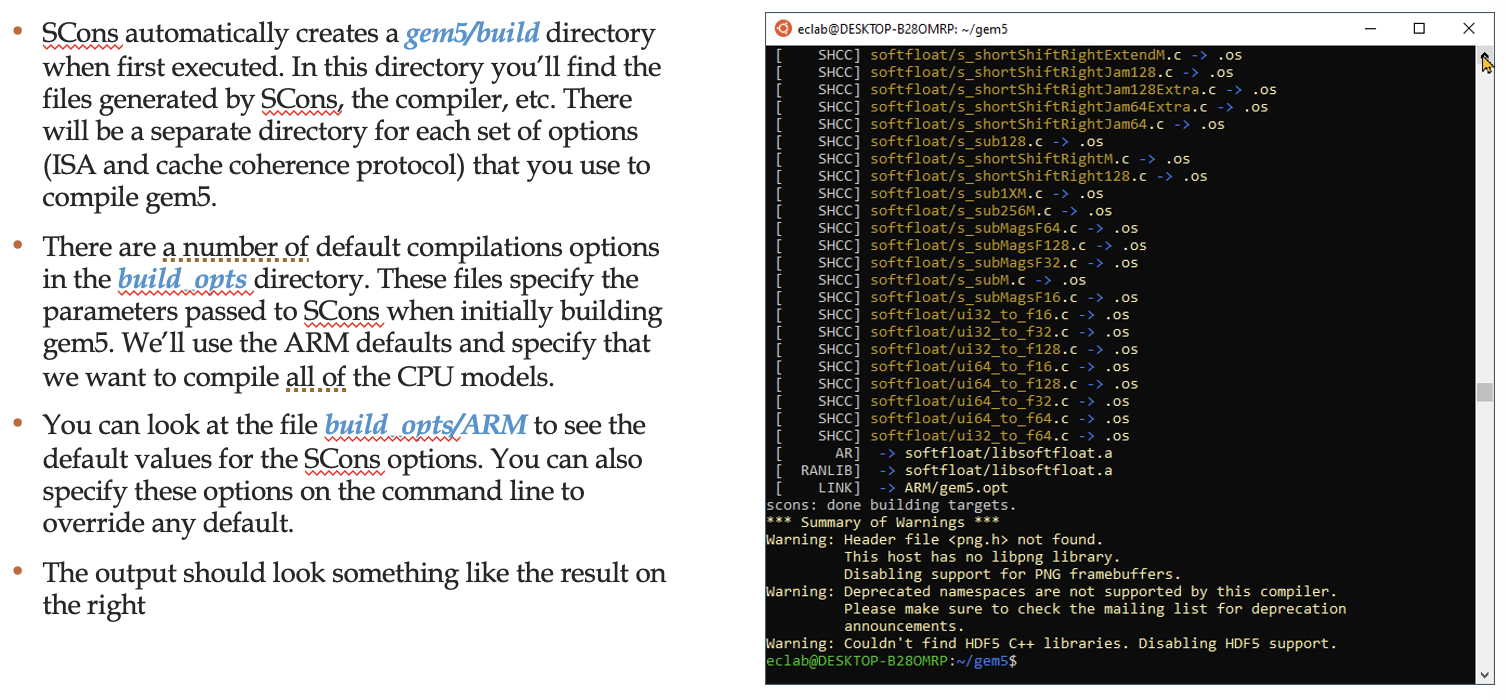 • SCons automatically creates a gem5/build directory
when first executed. In this directory you’ll find the
files generated by SCons, the compiler, etc. There
will be a separate directory for each set of options
(ISA and cache coherence protocol) that you use to
compile gem5.
• There are a number of default compilations options
in the build_opts directory. These files specify the
parameters passed to SCons when initially building
gem5. We’ll use the ARM defaults and specify that
we want to compile all of the CPU models.
• You can look at the file build_opts/ARM to see the
default values for the SCons options. You can also
specify these options on the command line to
override any default.
• The output should look something like the result on
the right
eclab@DESKTOP-B28OMRP: ~/gem5
[    SHCC] softfloat/s_shortShiftRightExtendM.c -> .os
[    SHCC] softfloat/s_shortShiftRightJam128.c -> .os
[    SHCC] softfloat/s_shortShiftRightJam128Extra.c -> .os
[    SHCC] softfloat/s_shortShiftRightJam64Extra.c -> .os
[    SHCC] softfloat/s_shortShiftRightJam64.c -> .os
[    SHCC] softfloat/s_sub128.c -> .os
[    SHCC] softfloat/s_shortShiftRightM.c -> .os
[    SHCC] softfloat/s_shortShiftRight128.c -> .os
[    SHCC] softfloat/s_sub1XM.c -> .os
[    SHCC] softfloat/s_sub256M.c -> .os
[    SHCC] softfloat/s_subMagsF64.c -> .os
[    SHCC] softfloat/s_subMagsF128.c -> .os
[    SHCC] softfloat/s_subMagsF32.c -> .os
[    SHCC] softfloat/s_subM.c -> .os
[    SHCC] softfloat/s_subMagsF16.c -> .os
[    SHCC] softfloat/ui32_to_f16.c -> .os
[    SHCC] softfloat/ui32_to_f32.c -> .os
[    SHCC] softfloat/ui32_to_f128.c -> .os
[    SHCC] softfloat/ui64_to_f16.c -> .os
[    SHCC] softfloat/ui64_to_f128.c -> .os
[    SHCC] softfloat/ui64_to_f32.c -> .os
[    SHCC] softfloat/ui64_to_f64.c -> .os
[    SHCC] softfloat/ui32_to_f64.c -> .os
[      AR]  -> softfloat/libsoftfloat.a
[  RANLIB]  -> softfloat/libsoftfloat.a
[    LINK]  -> ARM/gem5.opt
scons: done building targets.
*** Summary of Warnings ***
Warning: Header file <png.h> not found.
         This host has no libpng library.
         Disabling support for PNG framebuffers.
Warning: Deprecated namespaces are not supported by this compiler.
         Please make sure to check the mailing list for deprecation
         announcements.
Warning: Couldn't find HDF5 C++ libraries. Disabling HDF5 support.
eclab@DESKTOP-B28OMRP:~/gem5$